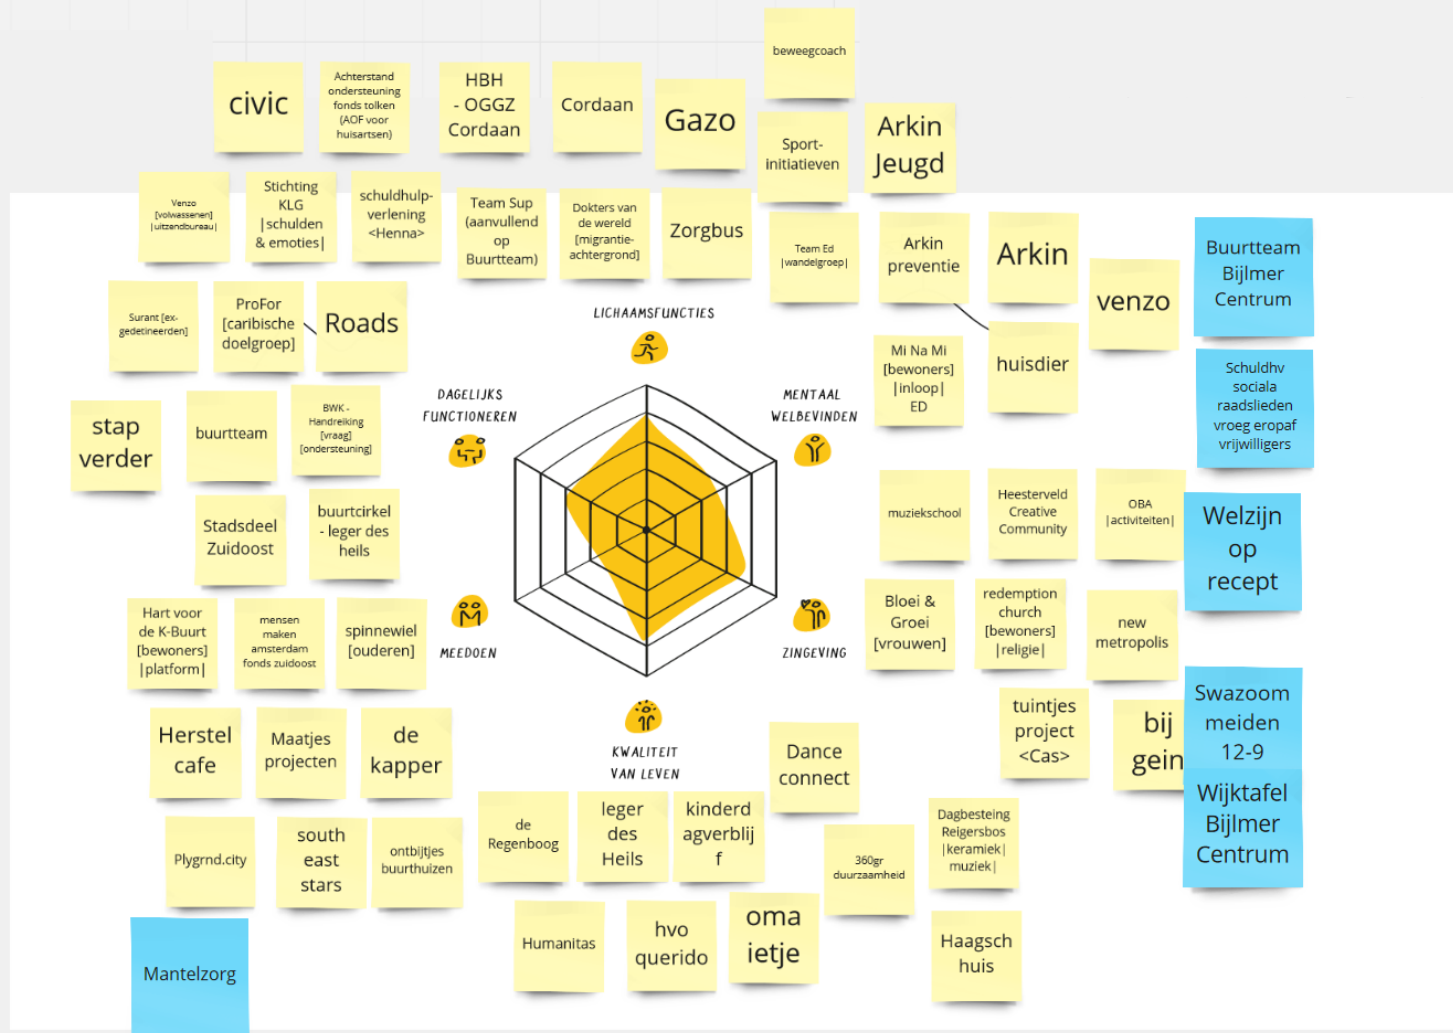 beweegcoach
civic
Achterstand
ondersteuning
fonds tolken
(AOF voor
huisartsen)
HBH
- OGGZ
Cordaan
Cordaan
Gazo
Sport-
initiatieven
Arkin
Jeugd
Venzo
[volwassenen]
|uitzendbureau|
Stichting
KLG
|schulden
& emoties|
schuldhulp-
verlening
<Henna>
Team Sup
(aanvullend
op
Buurtteam)
Dokters van
de wereld
[migrantie-
achtergrond]
Zorgbus
Team Ed
|wandelgroep|
Arkin
preventie
Arkin
venzo
Buurtteam
Bijlmer
Centrum
Surant [ex-
gedetineerden]
ProFor
[caribische
doelgroep]
Roads
LICHAAMSFUNCTIES
Mi Na Mi
[bewoners]
|inloop|
ED
huisdier
Schuldhv
sociala
raadslieden
vroeg eropaf
vrijwilligers
stap
verder
buurtteam
BWK -
Handreiking
[vraag]
[ondersteuning]
DAGELIJKS
FUNCTIONEREN
MENTAAL
WELBEVINDEN
Stadsdeel
Zuidoost
buurtcirkel
- leger des
heils
muziekschool
Heesterveld
Creative
Community
OBA
|activiteiten|
Welzijn
op
recept
Hart voor
de K-Buurt
[bewoners]
|platform|
mensen
maken
amsterdam
fonds zuidoost
spinnewiel
[ouderen]
MEEDOEN
ZINGEVING
Bloei &
Groei
[vrouwen]
redemption
church
[bewoners]
|religie|
new
metropolis
Herstel
cafe
Maatjes
projecten
de
kapper
KWALITEIT
VAN LEVEN
Dance
connect
tuintjes
project
<Cas>
bij
gein
Swazoom
meiden
12-9
Wijktafel
Bijlmer
Centrum
Plygrnd.city
south
east
stars
ontbijtjes
buurthuizen
de
Regenboog
leger
des
Heils
kinderd
agverblij
f
360gr
duurzaamheid
Dagbesteing
Reigersbos
|keramiek|
muziek|
Mantelzorg
Humanitas
hvo
querido
oma
ietje
Haagsch
huis